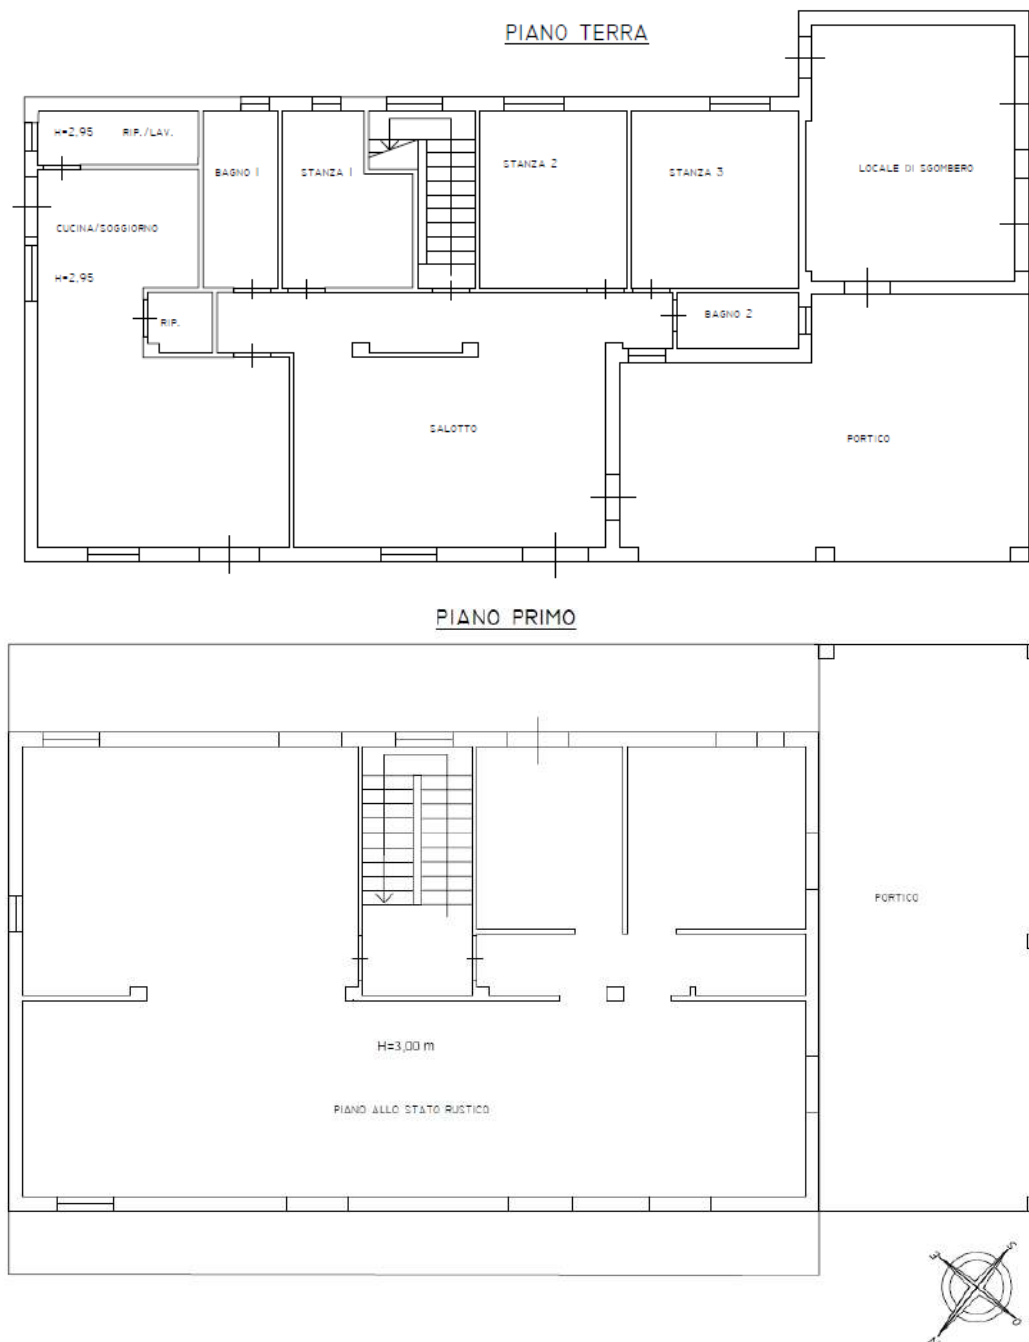 PIANO TERRA
H=2,95 RIP./LAV.
BAGNO 1
STANZA 1
STANZA 2
STANZA 3
LOCALE DI SGOMBERO
CUCINA/SOGGIORNO
H=2,95
RIP.
BAGNO 2
SALOTTO
PORTICO
PIANO PRIMO
PORTICO
H=3,00 m
PIANO ALLO STATO RUSTICO
E S
N O